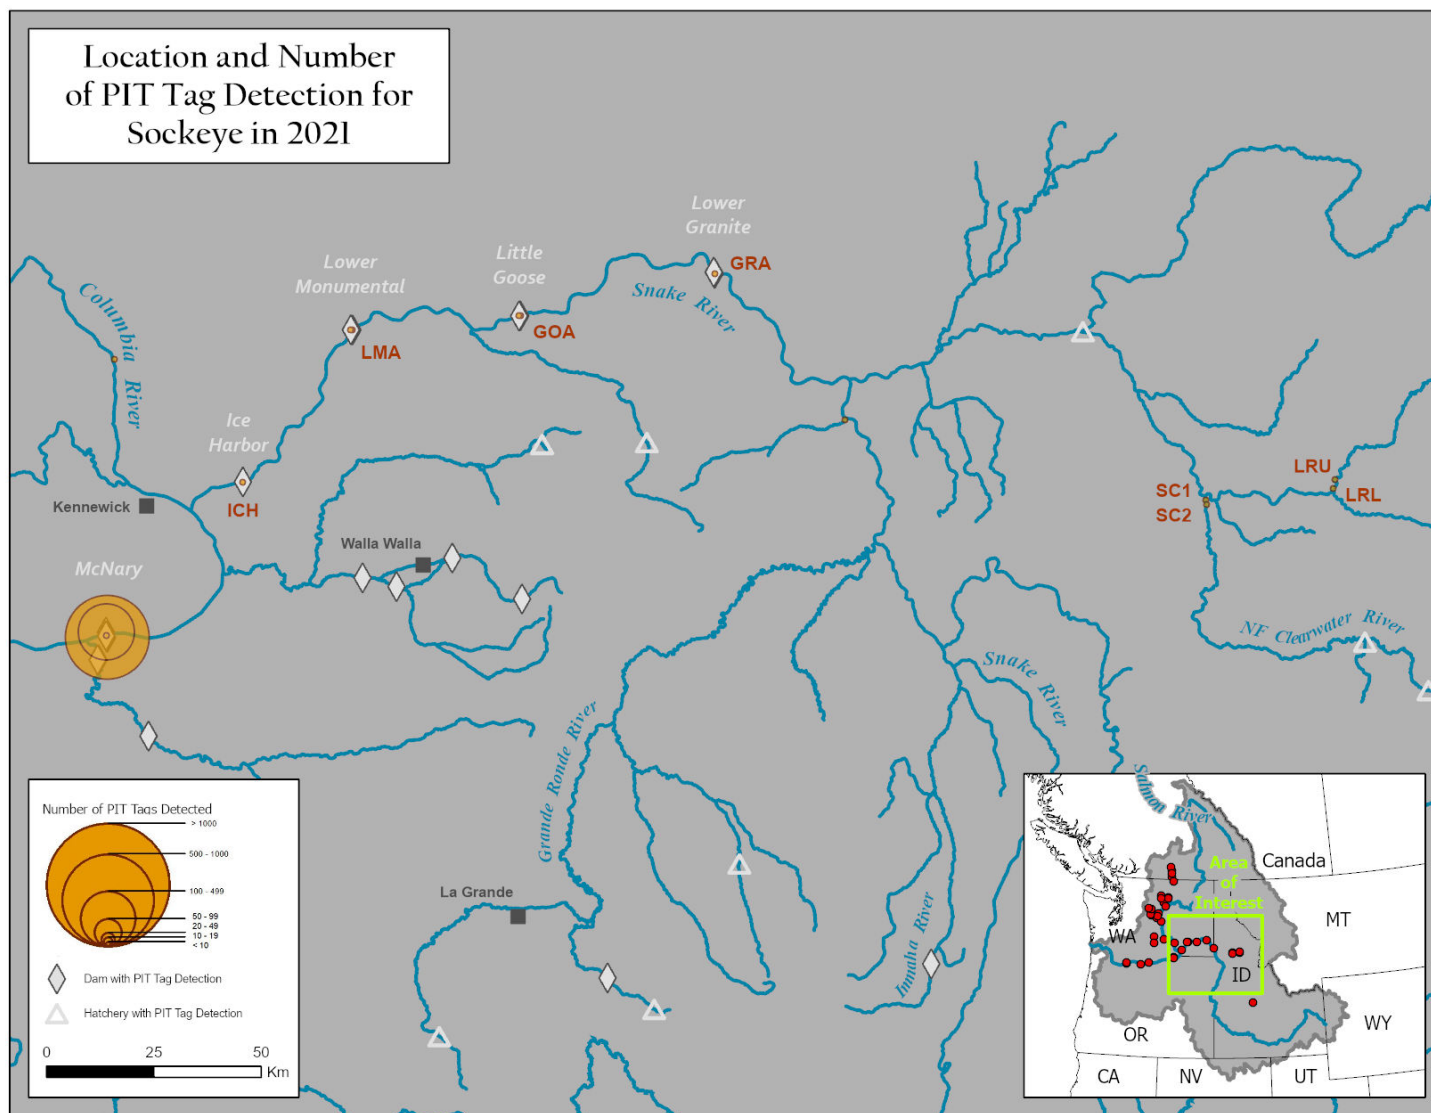 Location and Number
of PIT Tag Detection for
Sockeye in 2021
Lower
Granite
GRA
Little
Goose
GOA
Lower
Monumental
LMA
Snake River
Columbia River
Ice
Harbor
ICH
Kennewick
Walla Walla
McNary
LRU
LRL
SC1
SC2
NF Clearwater River
Snake River
Salmon River
Grande Ronde River
La Grande
Imnaha River
Number of PIT Tags Detected
> 1000
500 - 1000
100 - 499
50 - 99
20 - 49
10 - 19
< 10
Dam with PIT Tag Detection
Hatchery with PIT Tag Detection
0 25 50
Km
Canada
Area
of
Interest
WA
MT
ID
OR
WY
CA
NV
UT